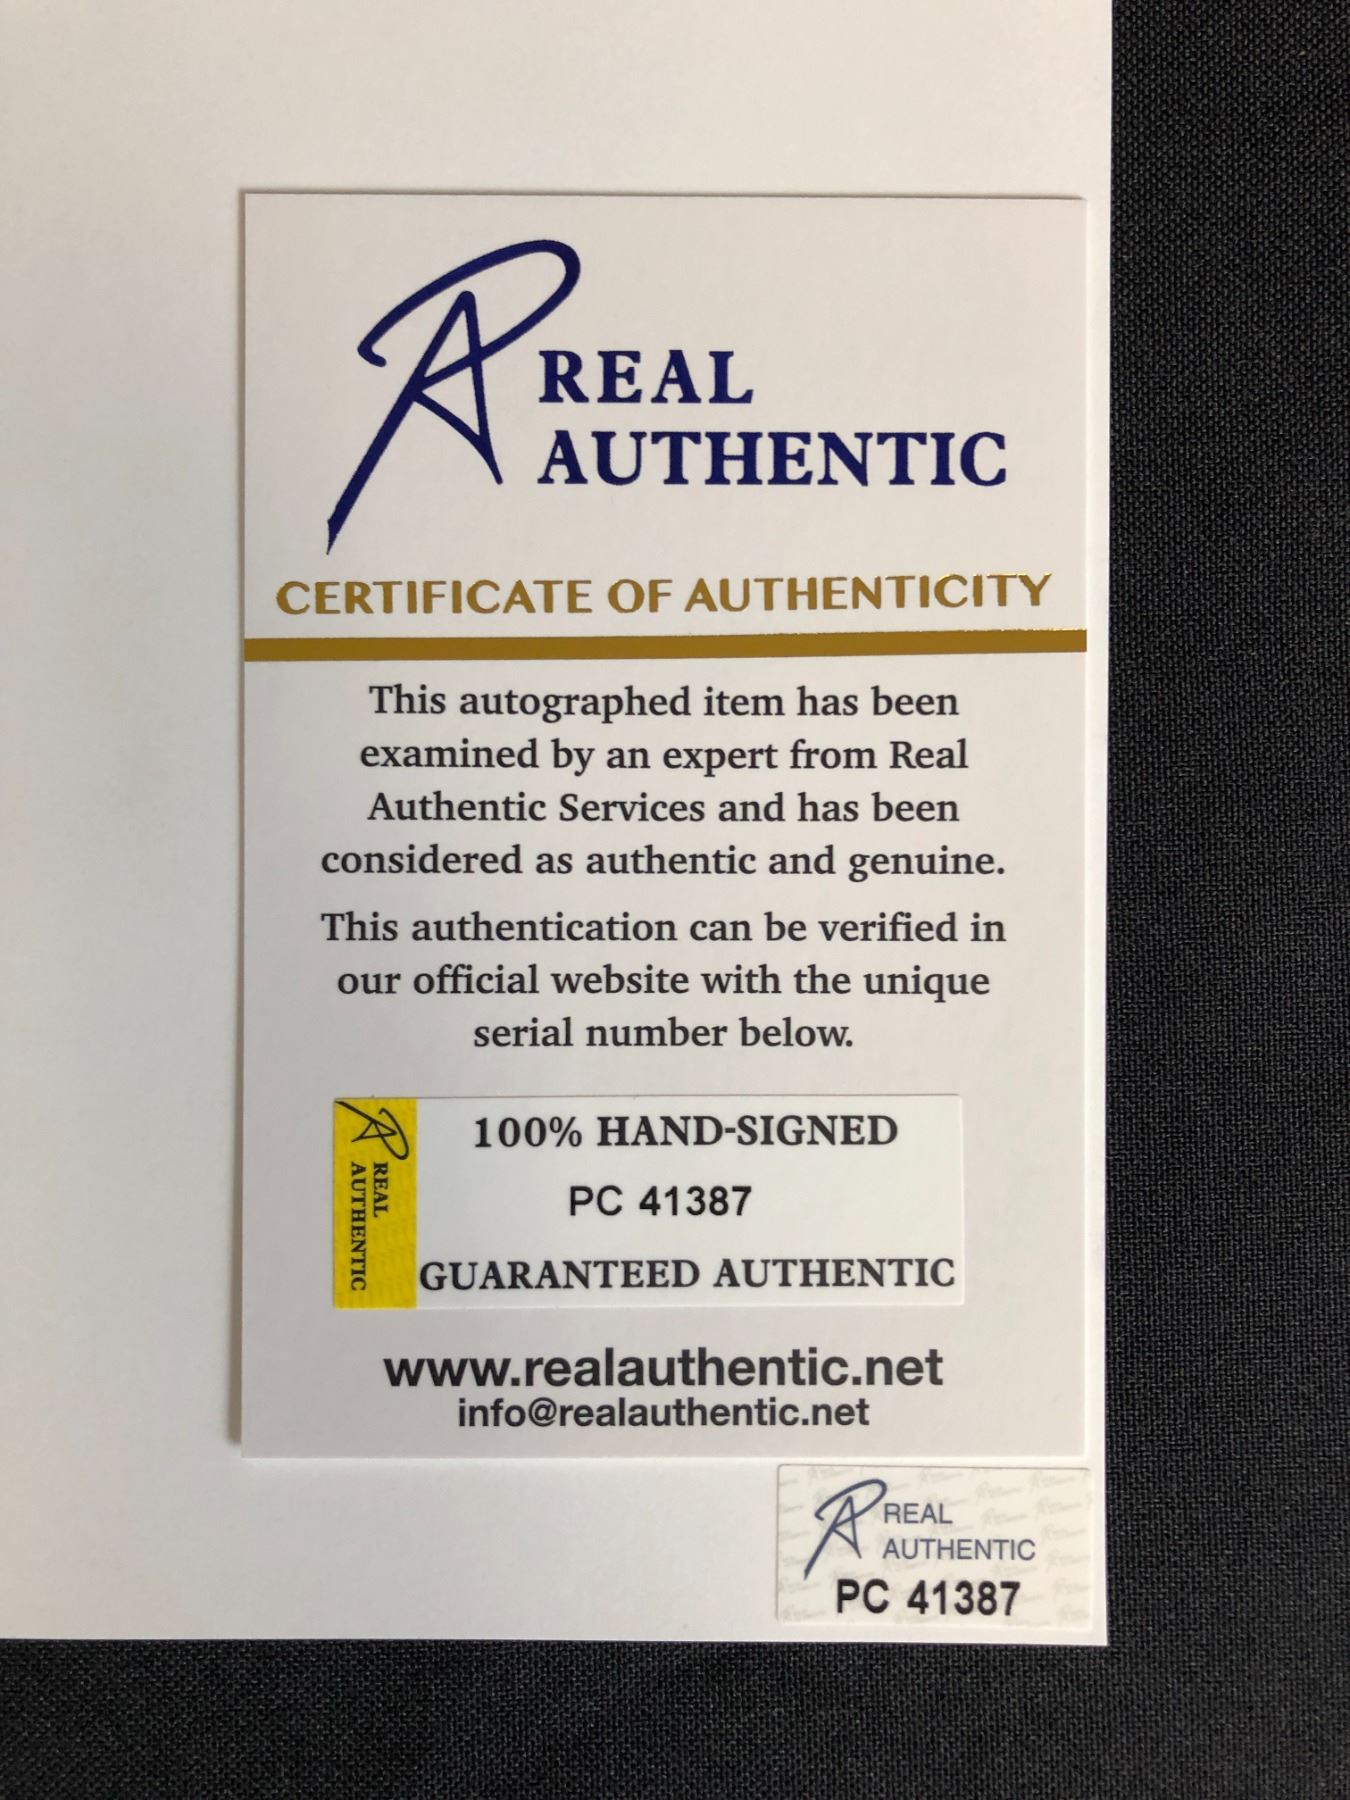 REAL
AUTHENTIC
CERTIFICATE OF AUTHENTICITY
This autographed item has been
examined by an expert from Real
Authentic Services and has been
considered as authentic and genuine.
This authentication can be verified in
our official website with the unique
serial number below.
REAL
AUTHENTIC
100% HAND-SIGNED
PC 41387
GUARANTEED AUTHENTIC
www.realauthentic.net
info@realauthentic.net
REAL
AUTHENTIC
PC 41387